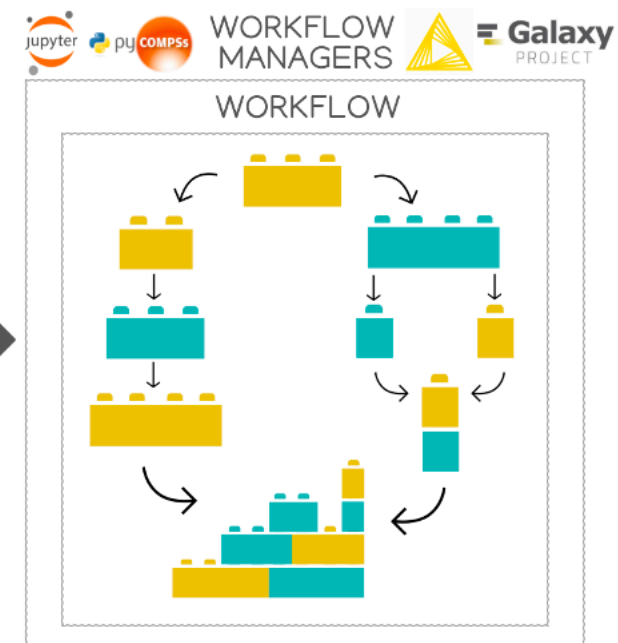 jupyter
py COMPSs
WORKFLOW
MANAGERS
Galaxy
PROJECT
WORKFLOW